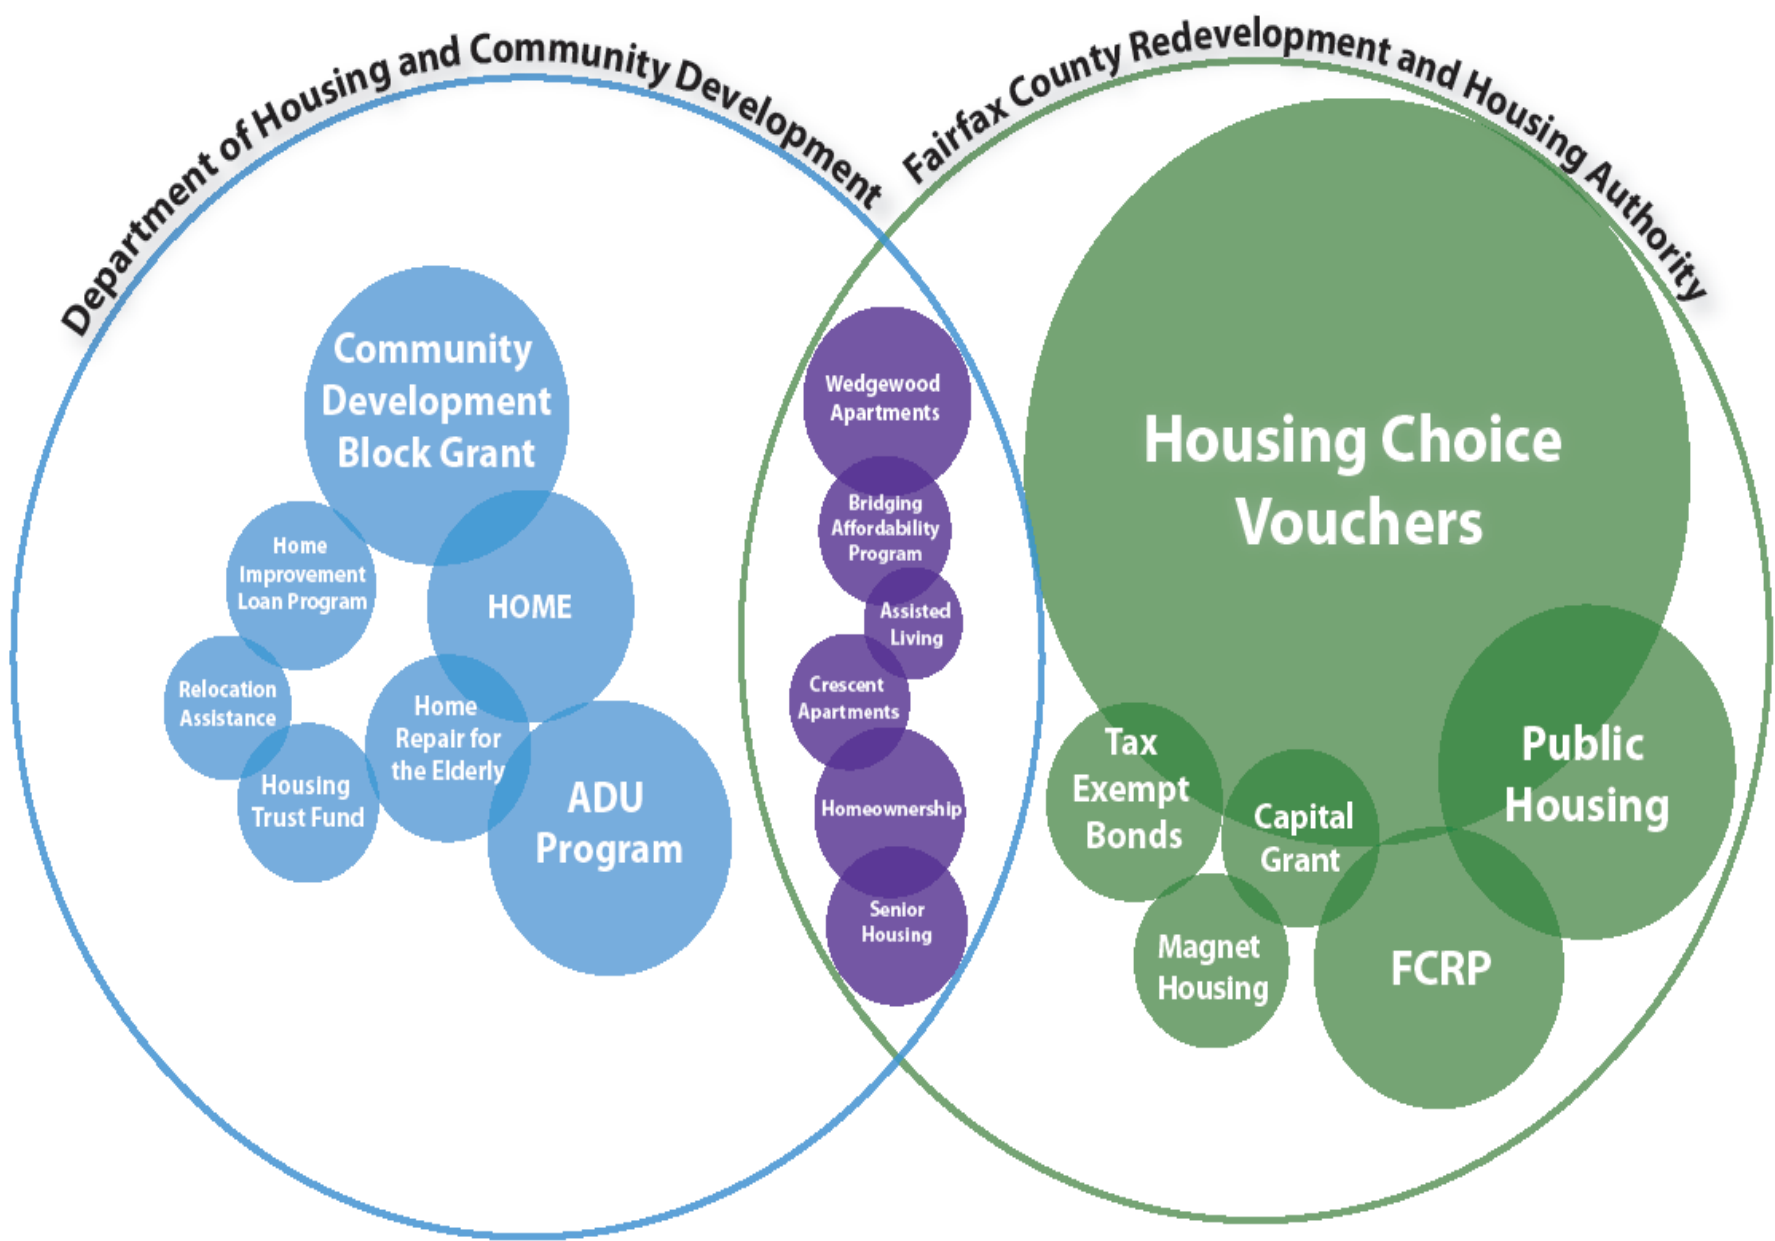 Department of Housing and Community Development
Fairfax County Redevelopment and Housing Authority
Community
Development
Block Grant
Home
Improvement
Loan Program
HOME
Relocation
Assistance
Home
Repair for
the Elderly
Housing
Trust Fund
ADU
Program
Wedgewood
Apartments
Bridging
Affordability
Program
Assisted
Living
Crescent
Apartments
Homeownership
Senior
Housing
Housing Choice
Vouchers
Tax
Exempt
Bonds
Capital
Grant
Public
Housing
Magnet
Housing
FCRP